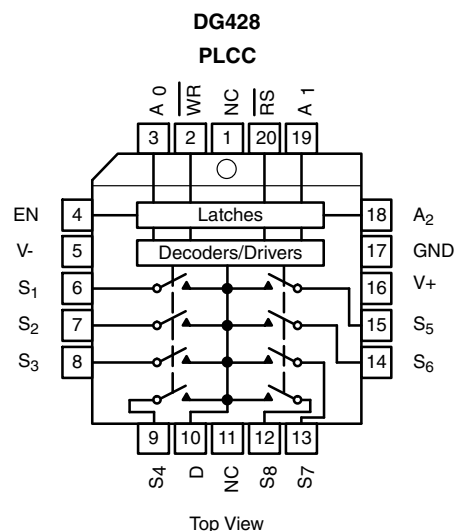 DG428
PLCC
A 0
WR
NC
RS
A 1
3
2
1
20
19
EN
4
Latches
18
A2
V-
5
Decoders/Drivers
17
GND
S1
6
16
V+
S2
7
15
S5
S3
8
14
S6
9
10
11
12
13
S4
D
NC
S8
S7
Top View